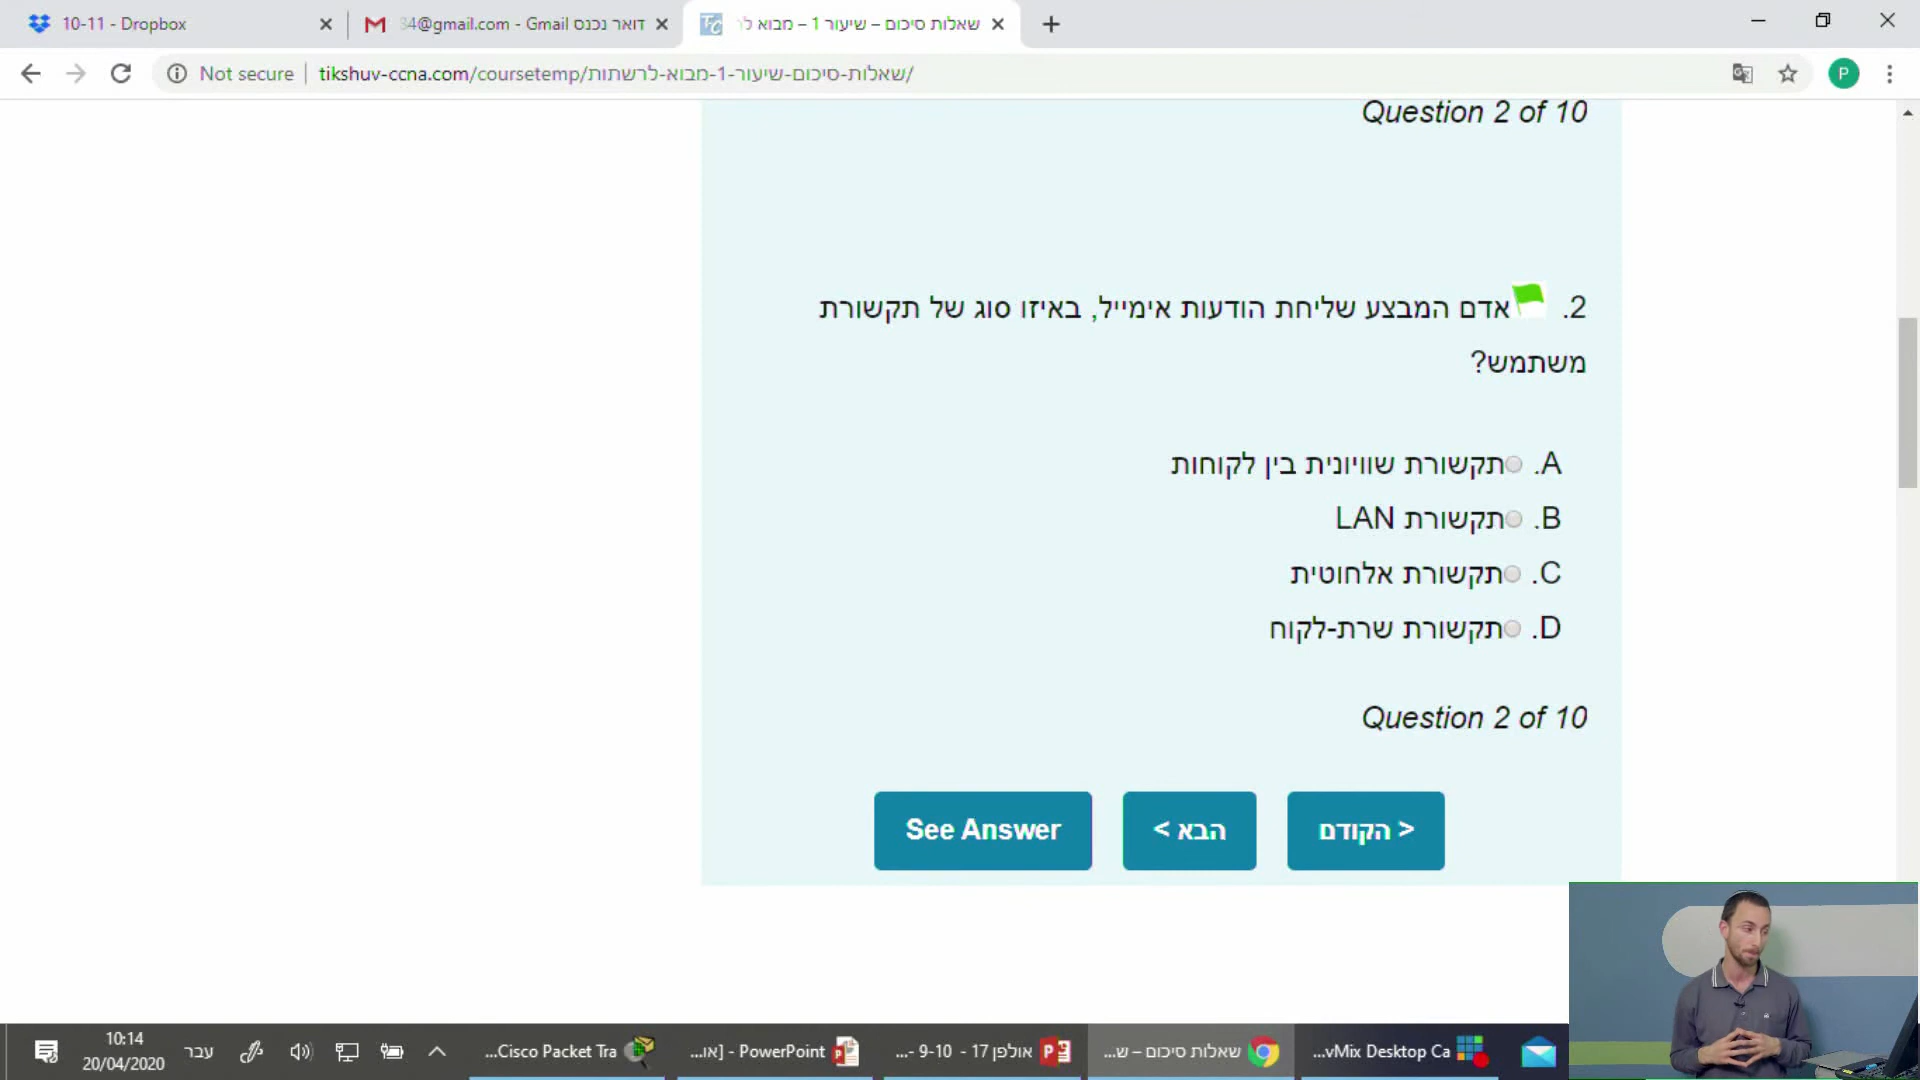 10-11 - Dropbox
34@gmail.com - Gmail דואר נכנס
שאלות סיכום – שיעור 1 – מבוא לר
Not secure
tikshuv-ccna.com/coursetemp/שאלות-סיכום-שיעור-1-מבוא-לרשתות/
P
Question 2 of 10
2. אדם המבצע שליחת הודעות אימייל, באיזו סוג של תקשורת
משתמש?
A. תקשורת שוויונית בין לקוחות
B. תקשורת LAN
C. תקשורת אלחוטית
D. תקשורת שרת-לקוח
Question 2 of 10
< הקודם
הבא >
See Answer
10:14
20/04/2020
עבר
Cisco Packet Tra...
או] - PowerPoint...
אולפן 17 - 9-10 -...
שאלות סיכום – ש...
vMix Desktop Ca...